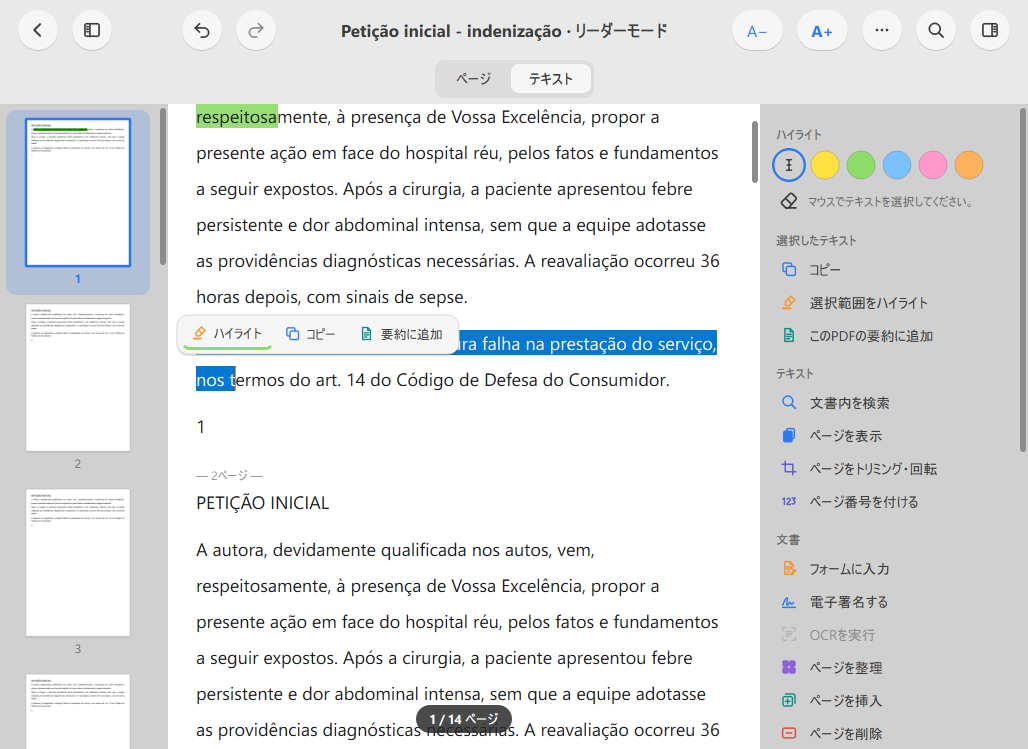 Petição inicial - indenização · リーダーモード
A−
A+
ページ
テキスト
1
2
3
respeitosamente, à presença de Vossa Excelência, propor a
presente ação em face do hospital réu, pelos fatos e fundamentos
a seguir expostos. Após a cirurgia, a paciente apresentou febre
persistente e dor abdominal intensa, sem que a equipe adotasse
as providências diagnósticas necessárias. A reavaliação ocorreu 36
horas depois, com sinais de sepse.
ハイライト
コピー
要約に追加
ura falha na prestação do serviço,
nos termos do art. 14 do Código de Defesa do Consumidor.
1
— 2ページ —
PETIÇÃO INICIAL
A autora, devidamente qualificada nos autos, vem,
respeitosamente, à presença de Vossa Excelência, propor a
presente ação em face do hospital réu, pelos fatos e fundamentos
a seguir expostos. Após a cirurgia, a paciente apresentou febre
persistente e dor abdominal intensa, sem que a equipe adotasse
as providências diagnósticas necessárias. A reavaliação ocorreu 36
1 / 14 ページ
ハイライト
マウスでテキストを選択してください。
選択したテキスト
コピー
選択範囲をハイライト
このPDFの要約に追加
テキスト
文書内を検索
ページを表示
ページをトリミング・回転
123 ページ番号を付ける
文書
フォームに入力
電子署名する
OCRを実行
ページを整理
ページを挿入
ページを削除